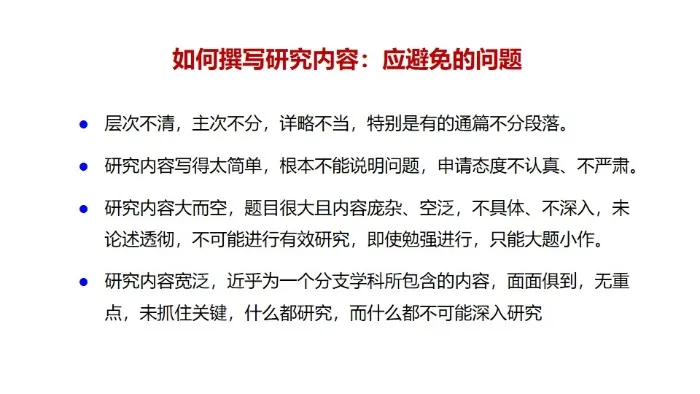 如何撰写研究内容：应避免的问题
● 层次不清，主次不分，详略不当，特别是有的通篇不分段落。
● 研究内容写得太简单，根本不能说明问题，申请态度不认真、不严肃。
● 研究内容大而空，题目很大且内容庞杂、空泛，不具体、不深入，未
论述透彻，不可能进行有效研究，即使勉强进行，只能大题小作。
● 研究内容宽泛，近乎为一个分支学科所包含的内容，面面俱到，无重
点，未抓住关键，什么都研究，而什么都不可能深入研究